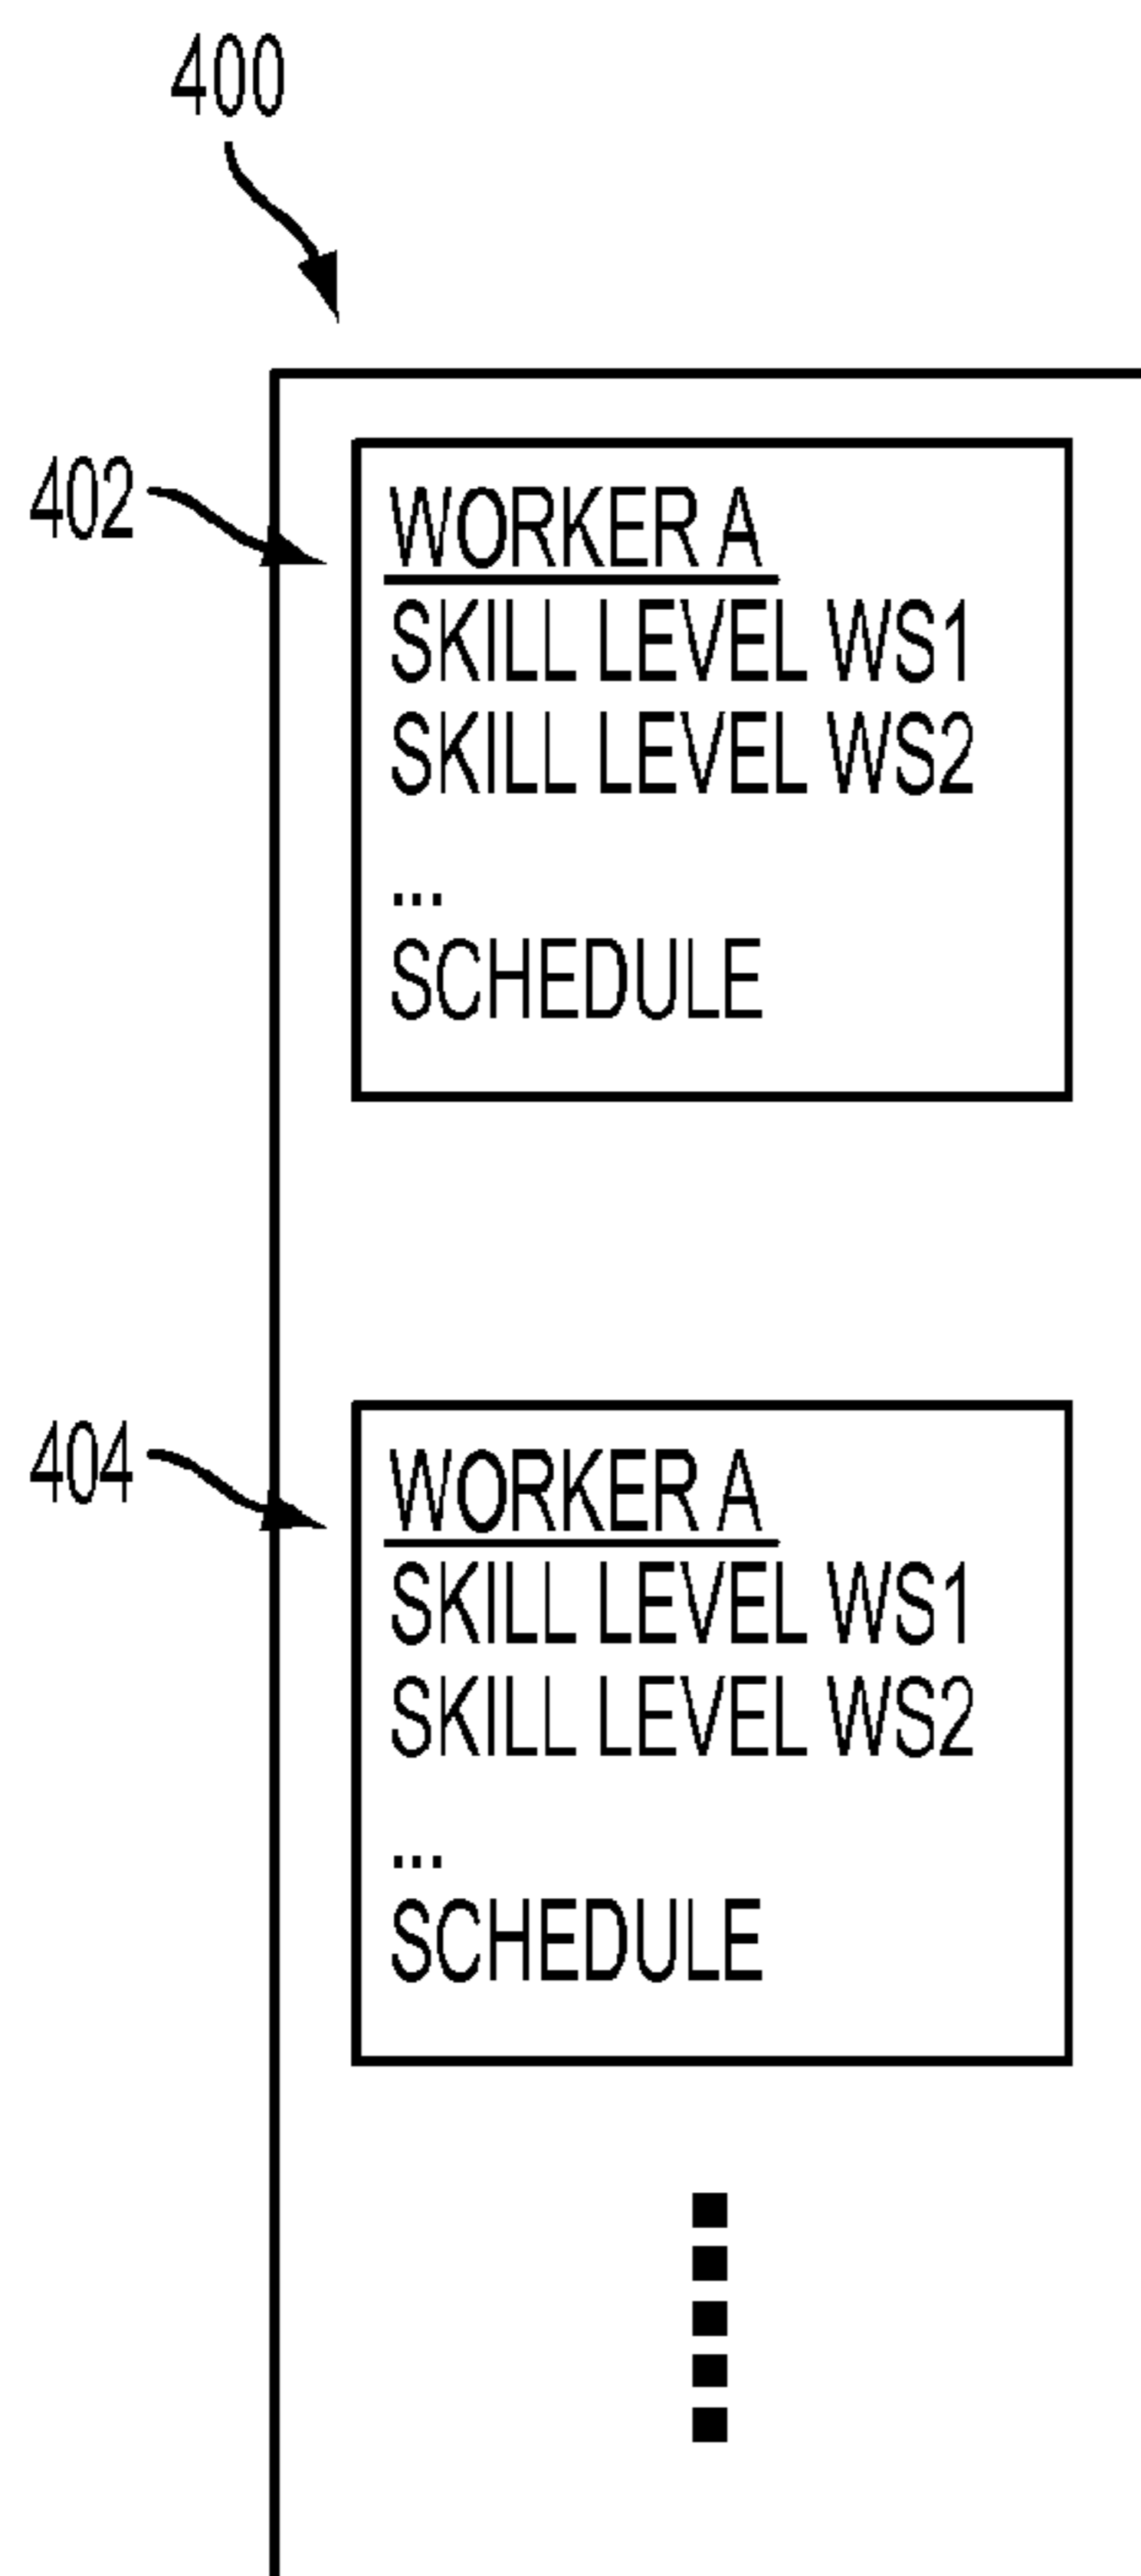 400
402
WORKER A
SKILL LEVEL WS1
SKILL LEVEL WS2
...
SCHEDULE
404
WORKER A
SKILL LEVEL WS1
SKILL LEVEL WS2
...
SCHEDULE